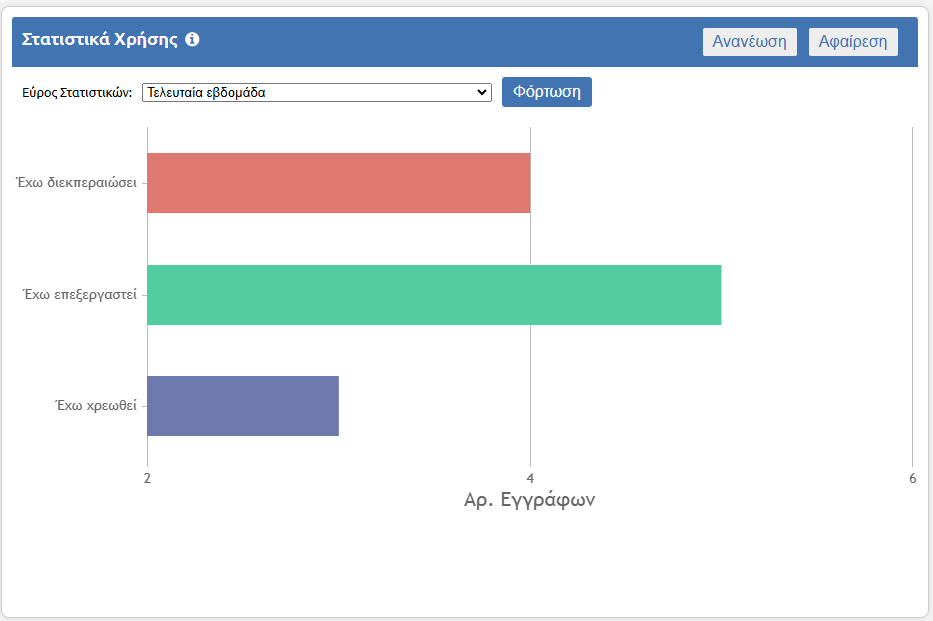 Στατιστικά Χρήσης
Ανανέωση Αφαίρεση
Εύρος Στατιστικών: Τελευταία εβδομάδα Φόρτωση
Έχω διεκπεραιώσει
Έχω επεξεργαστεί
Έχω χρεωθεί
2 4 6
Αρ. Εγγράφων